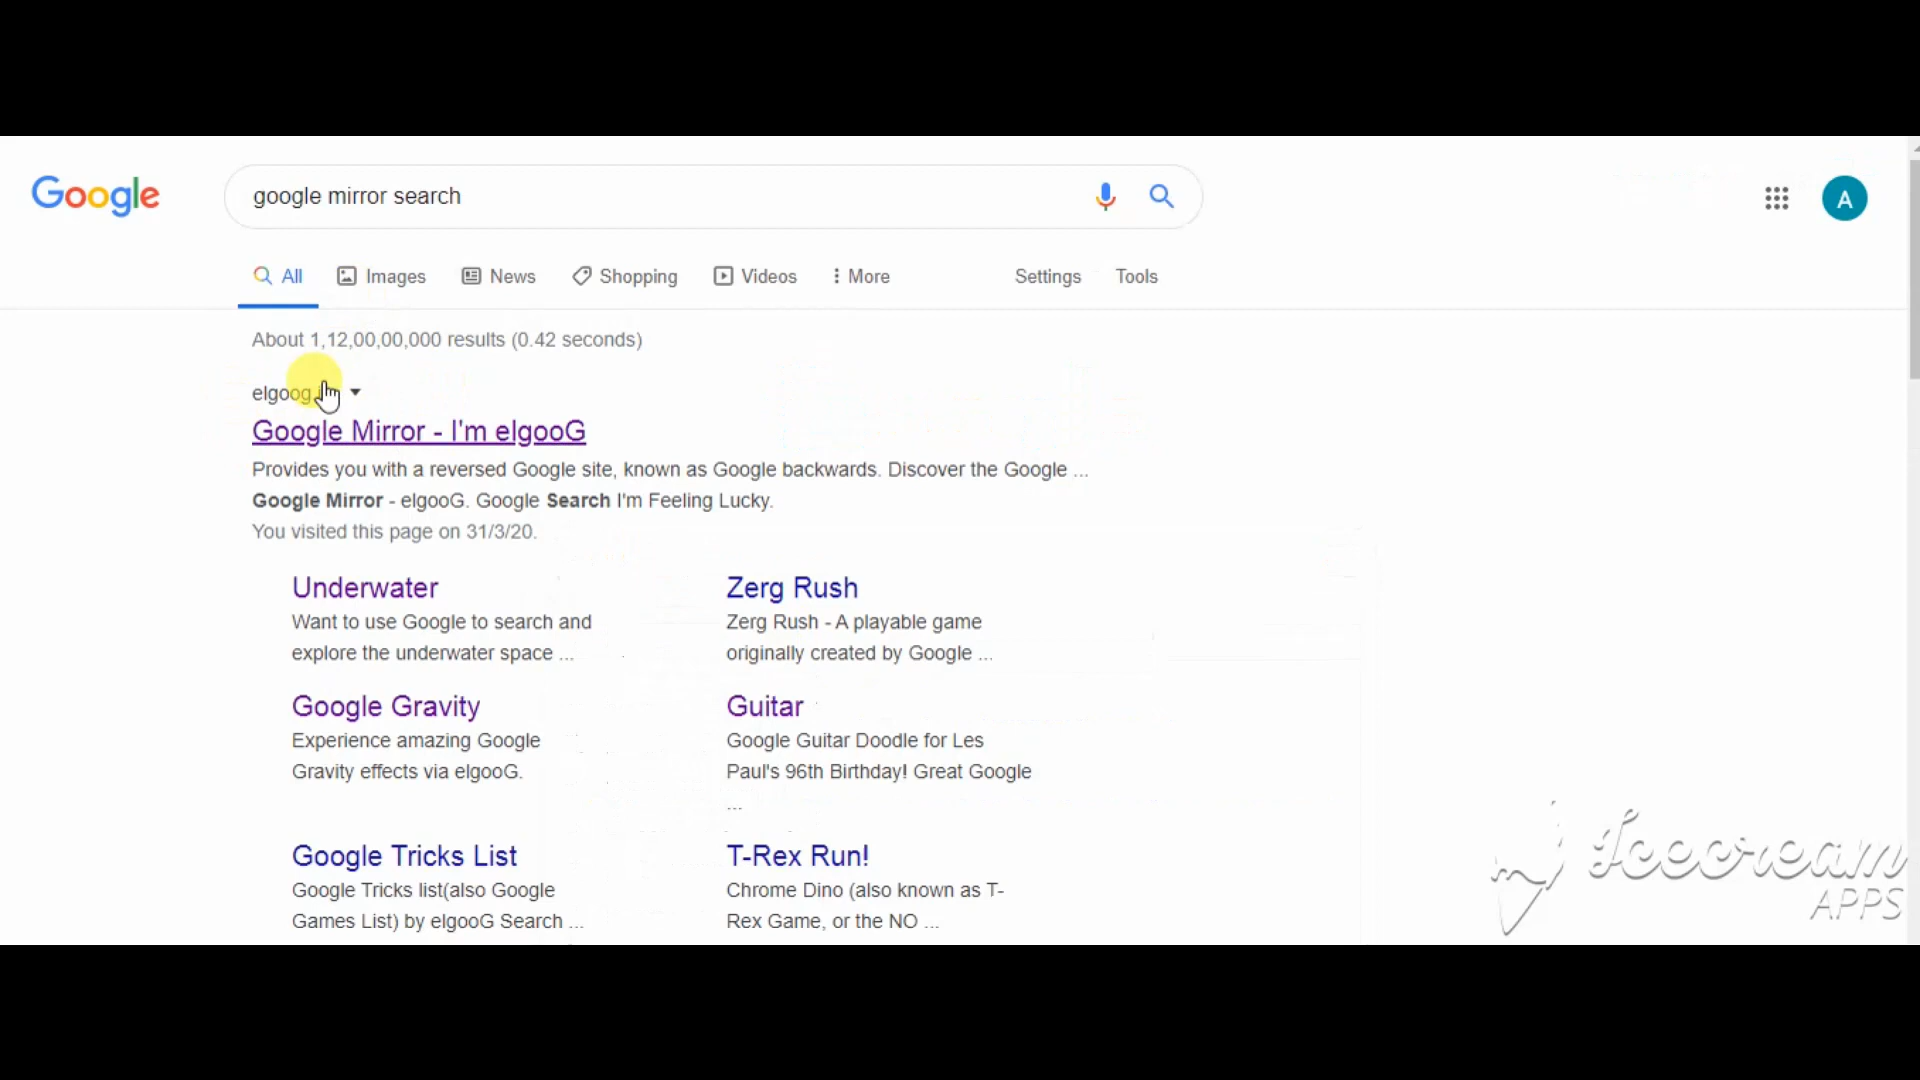 Google
google mirror search
A
All Images News Shopping Videos More Settings Tools
About 1,12,00,00,000 results (0.42 seconds)
Google Mirror - I'm elgooG
Provides you with a reversed Google site, known as Google backwards. Discover the Google ...
Google Mirror - elgooG. Google Search I'm Feeling Lucky.
You visited this page on 31/3/20.
Underwater
Want to use Google to search and
explore the underwater space ...
Zerg Rush
Zerg Rush - A playable game
originally created by Google ...
Google Gravity
Experience amazing Google
Gravity effects via elgooG.
Guitar
Google Guitar Doodle for Les
Paul's 96th Birthday! Great Google
...
Google Tricks List
Google Tricks list(also Google
Games List) by elgooG Search ...
T-Rex Run!
Chrome Dino (also known as T-
Rex Game, or the NO ...
Icecream
APPS